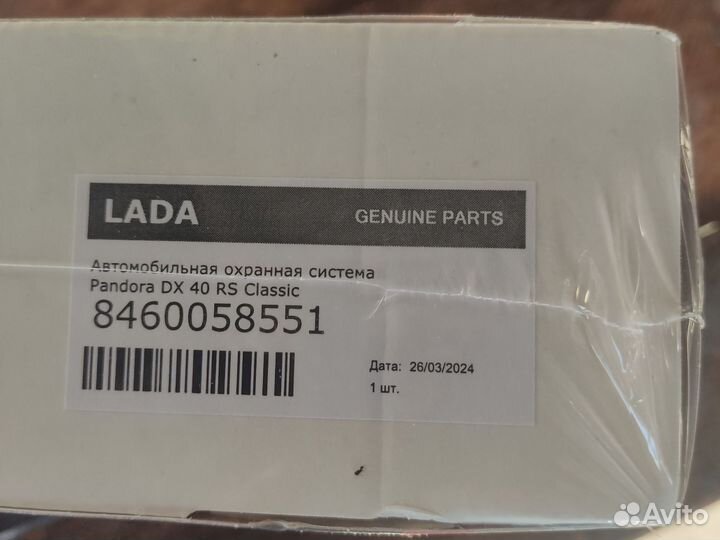 LADA GENUINE PARTS
Автомобильная охранная система
Pandora DX 40 RS Classic
8460058551
Дата: 26/03/2024
1 шт.
Avito